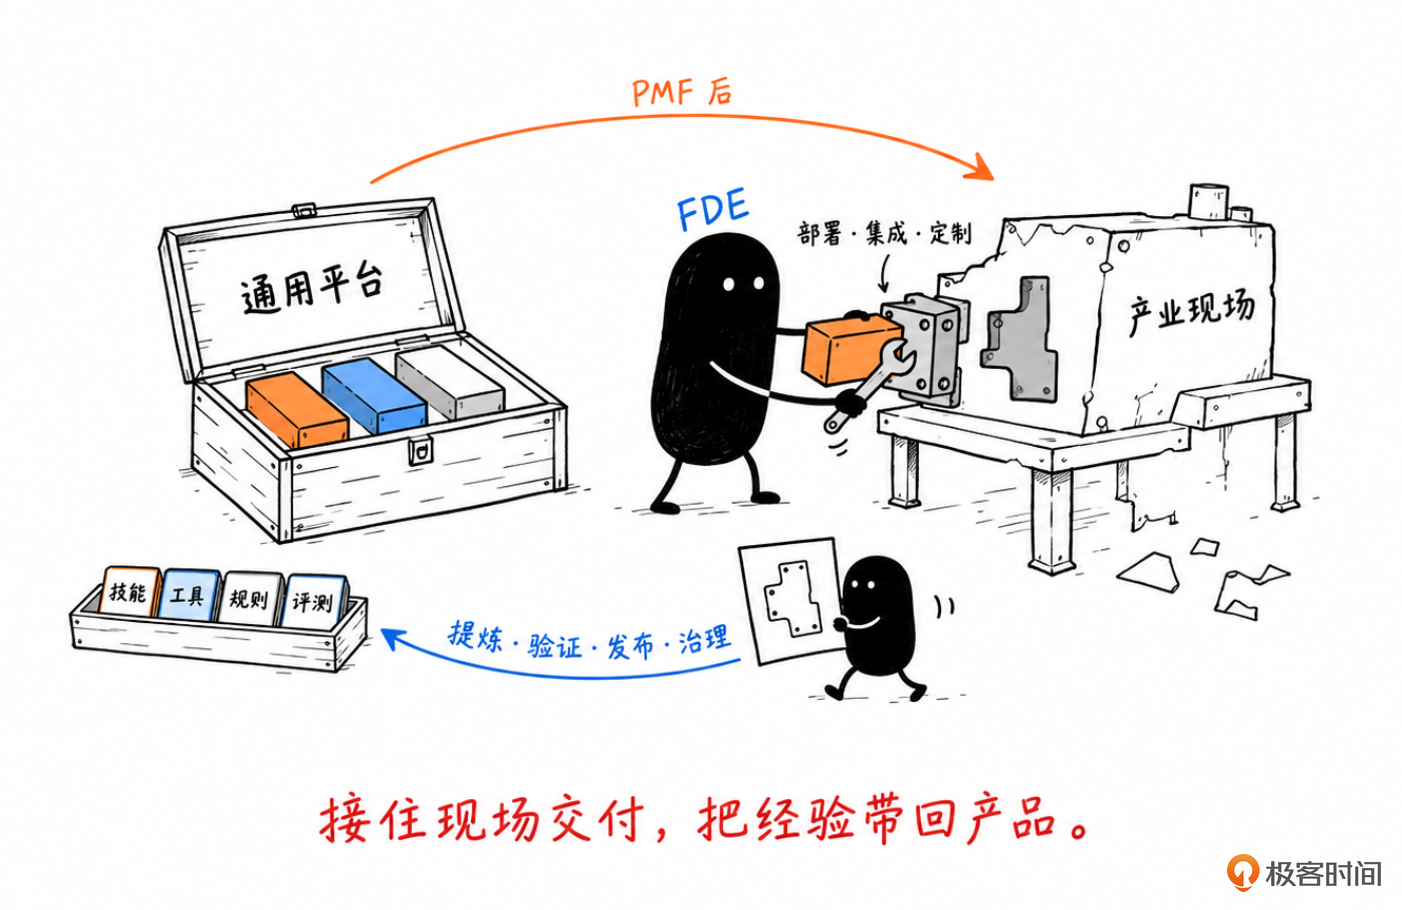 PMF 后
FDE
部署·集成·定制
通用平台
产业现场
技能
工具
规则
评测
提炼·验证·发布·治理
接住现场交付，把经验带回产品。
极客时间